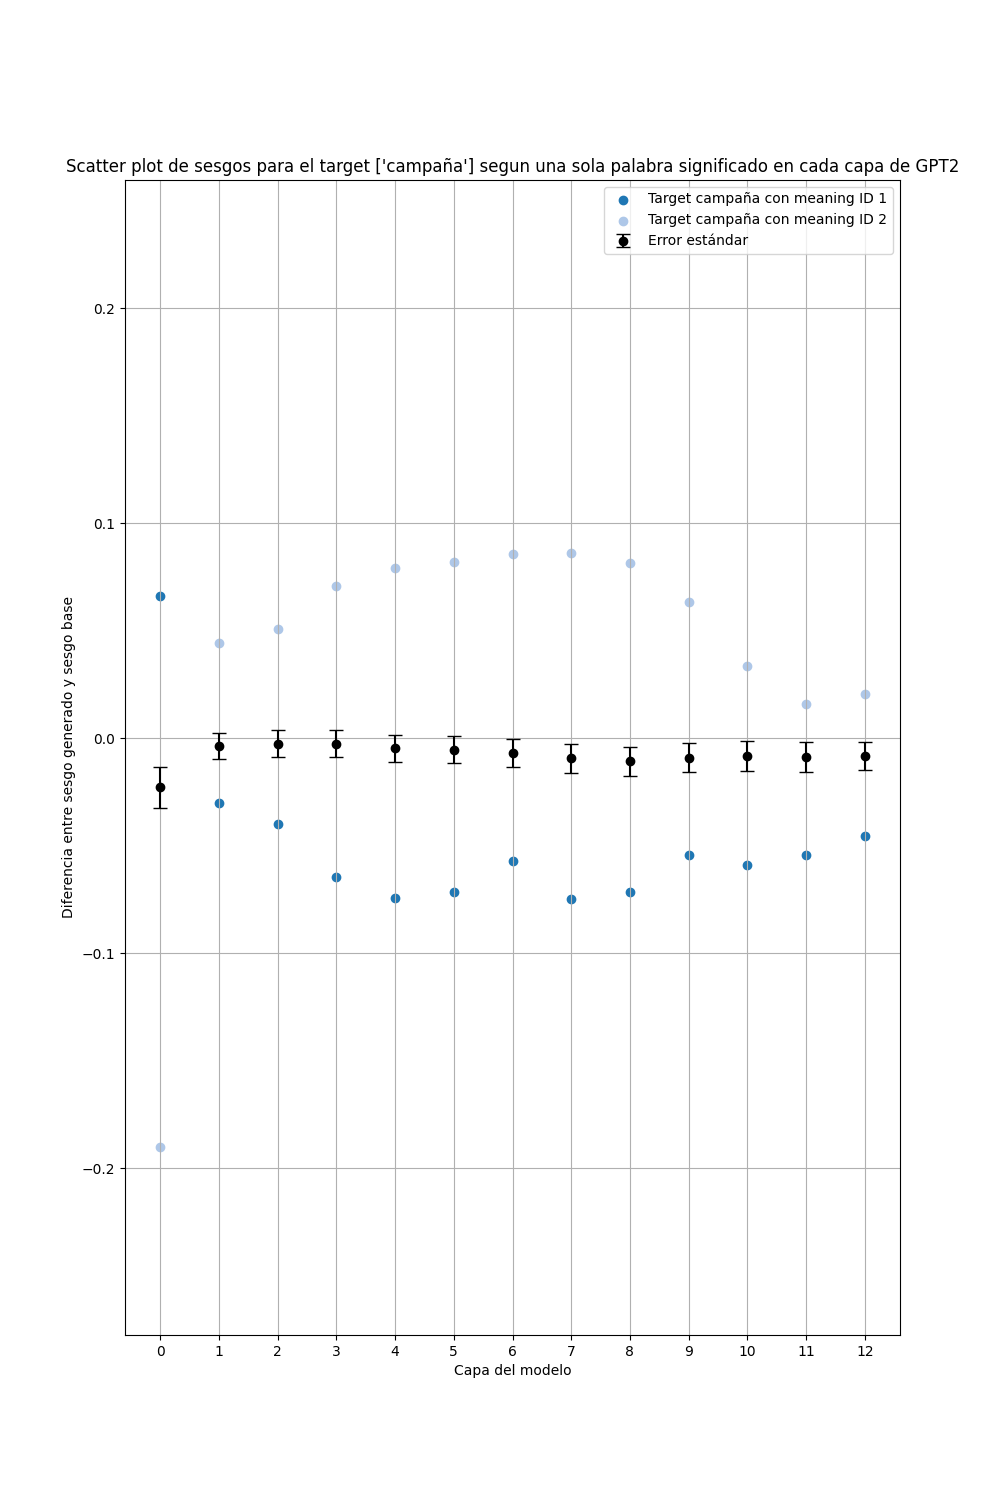 Scatter plot de sesgos para el target ['campaña'] segun una sola palabra significado en cada capa de GPT2
Target campaña con meaning ID 1
Target campaña con meaning ID 2
Error estándar
Diferencia entre sesgo generado y sesgo base
0.2
0.1
0.0
−0.1
−0.2
0 1 2 3 4 5 6 7 8 9 10 11 12
Capa del modelo